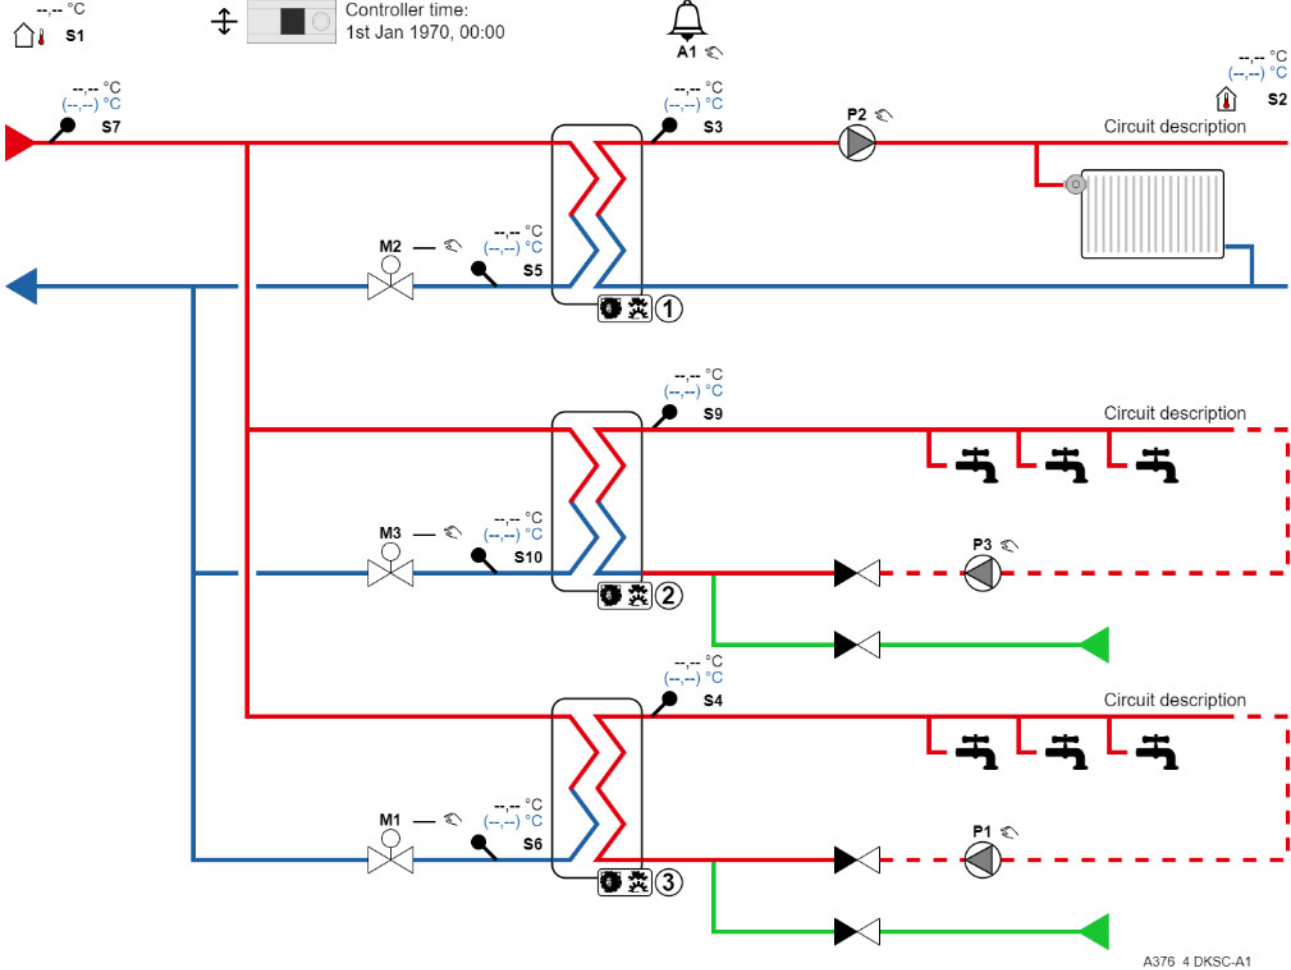 --,-- °C
S1
Controller time:
1st Jan 1970, 00:00
A1
--,-- °C
(--,--) °C
S2
--,-- °C
(--,--) °C
S7
--,-- °C
(--,--) °C
S3
P2
Circuit description
M2
--,-- °C
(--,--) °C
S5
1
--,-- °C
(--,--) °C
S9
Circuit description
M3
--,-- °C
(--,--) °C
S10
P3
2
--,-- °C
(--,--) °C
S4
Circuit description
M1
--,-- °C
(--,--) °C
S6
P1
3
A376 4 DKSC-A1